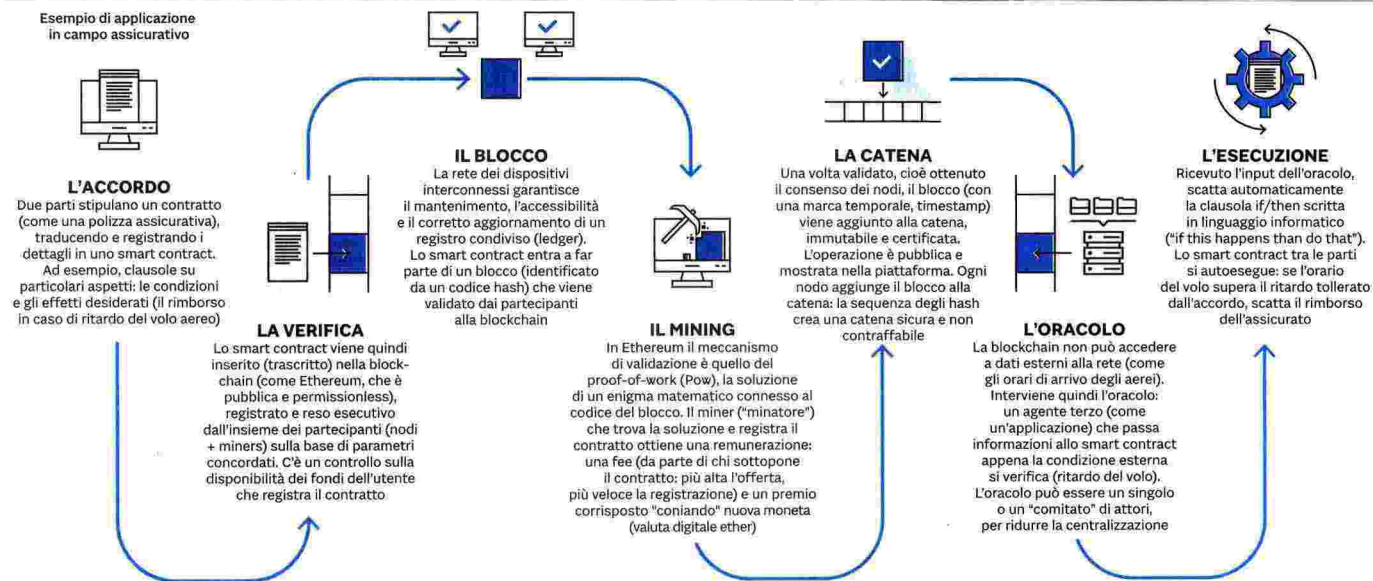 Esempio di applicazione
in campo assicurativo
L'ACCORDO
Due parti stipulano un contratto
(come una polizza assicurativa),
traducendo e registrando i
dettagli in uno smart contract.
Ad esempio, clausole su
particolari aspetti: le condizioni
e gli effetti desiderati (il rimborso
in caso di ritardo del volo aereo)
LA VERIFICA
Lo smart contract viene quindi
inserito (trascritto) nella block-
chain (come Ethereum, che è
pubblica e permissionless),
registrato e reso esecutivo
dall'insieme dei partecipanti (nodi
+ miners) sulla base di parametri
concordati. C'è un controllo sulla
disponibilità dei fondi dell'utente
che registra il contratto
IL BLOCCO
La rete dei dispositivi
interconnessi garantisce
il mantenimento, l'accessibilità
e il corretto aggiornamento di un
registro condiviso (ledger).
Lo smart contract entra a far
parte di un blocco (identificato
da un codice hash) che viene
validato dai partecipanti
alla blockchain
IL MINING
In Ethereum il meccanismo
di validazione è quello del
proof-of-work (Pow), la soluzione
di un enigma matematico connesso al
codice del blocco. Il miner ("minatore")
che trova la soluzione e registra il
contratto ottiene una remunerazione:
una fee (da parte di chi sottopone
il contratto: più alta l'offerta,
più veloce la registrazione) e un premio
corrisposto "coniando" nuova moneta
(valuta digitale ether)
LA CATENA
Una volta validato, cioè ottenuto
il consenso dei nodi, il blocco (con
una marca temporale, timestamp)
viene aggiunto alla catena,
immutabile e certificata.
L'operazione è pubblica e
mostrata nella piattaforma. Ogni
nodo aggiunge il blocco alla
catena: la sequenza degli hash
crea una catena sicura e non
contraffabile
L'ORACOLO
La blockchain non può accedere
a dati esterni alla rete (come
gli orari di arrivo degli aerei).
Interviene quindi l'oracolo:
un agente terzo (come
un'applicazione) che passa
informazioni allo smart contract
appena la condizione esterna
si verifica (ritardo del volo).
L'oracolo può essere un singolo
o un "comitato" di attori,
per ridurre la centralizzazione
L'ESECUZIONE
Ricevuto l'input dell'oracolo,
scatta automaticamente
la clausola if/then scritta
in linguaggio informatico
("if this happens than do that").
Lo smart contract tra le parti
si autoesegue: se l'orario
del volo supera il ritardo tollerato
dall'accordo, scatta il rimborso
dell'assicurato